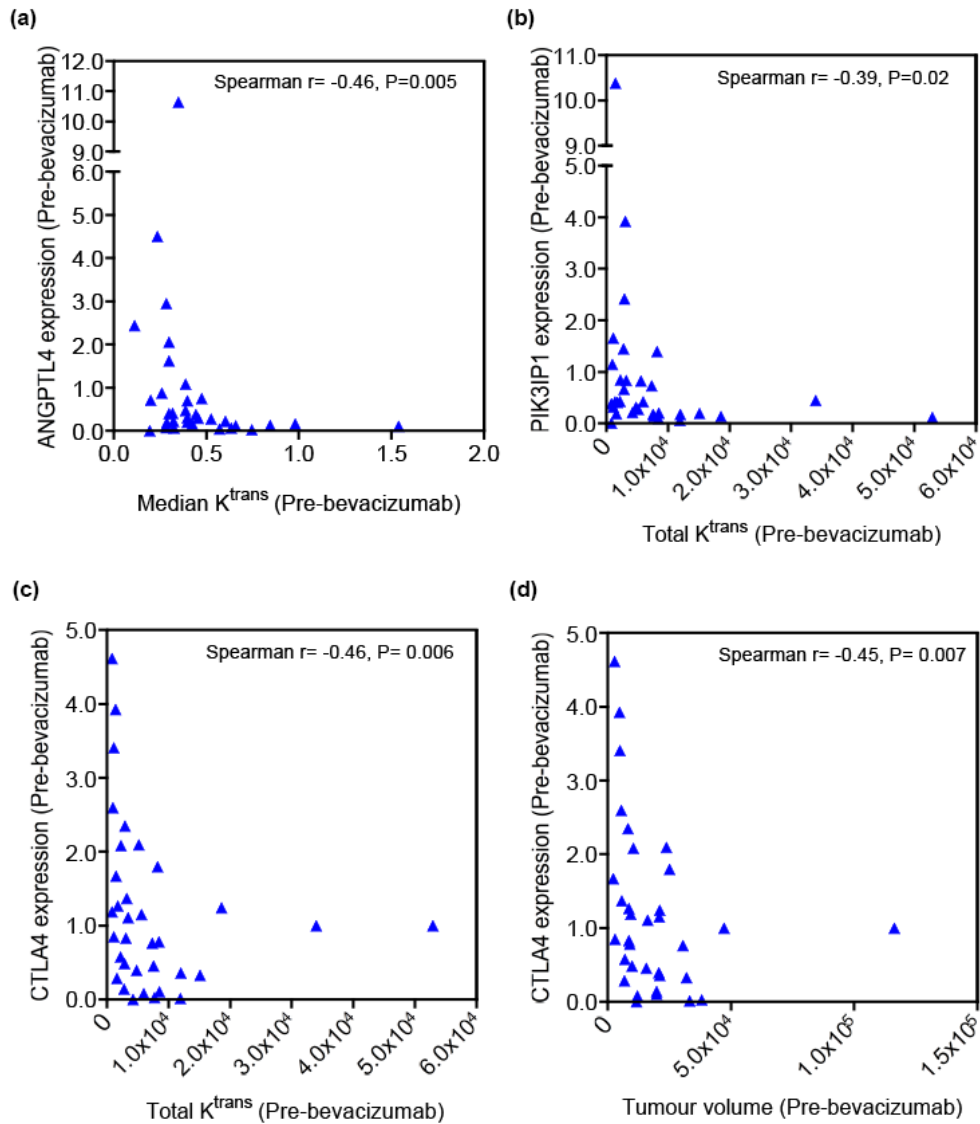 (a)
Spearman r= -0.46, P=0.005
ANGPTL4 expression (Pre-bevacizumab)
12.0
11.0
10.0
9.0
6.0
5.0
4.0
3.0
2.0
1.0
0.0
0.0 0.5 1.0 1.5 2.0
Median K^trans (Pre-bevacizumab)
(b)
Spearman r= -0.39, P=0.02
PIK3IP1 expression (Pre-bevacizumab)
11.0
10.0
9.0
5.0
4.0
3.0
2.0
1.0
0.0
0 1.0x10^4 2.0x10^4 3.0x10^4 4.0x10^4 5.0x10^4 6.0x10^4
Total K^trans (Pre-bevacizumab)
(c)
Spearman r= -0.46, P= 0.006
CTLA4 expression (Pre-bevacizumab)
5.0
4.0
3.0
2.0
1.0
0.0
0 1.0x10^4 2.0x10^4 3.0x10^4 4.0x10^4 5.0x10^4 6.0x10^4
Total K^trans (Pre-bevacizumab)
(d)
Spearman r= -0.45, P= 0.007
CTLA4 expression (Pre-bevacizumab)
5.0
4.0
3.0
2.0
1.0
0.0
0 5.0x10^4 1.0x10^5 1.5x10^5
Tumour volume (Pre-bevacizumab)